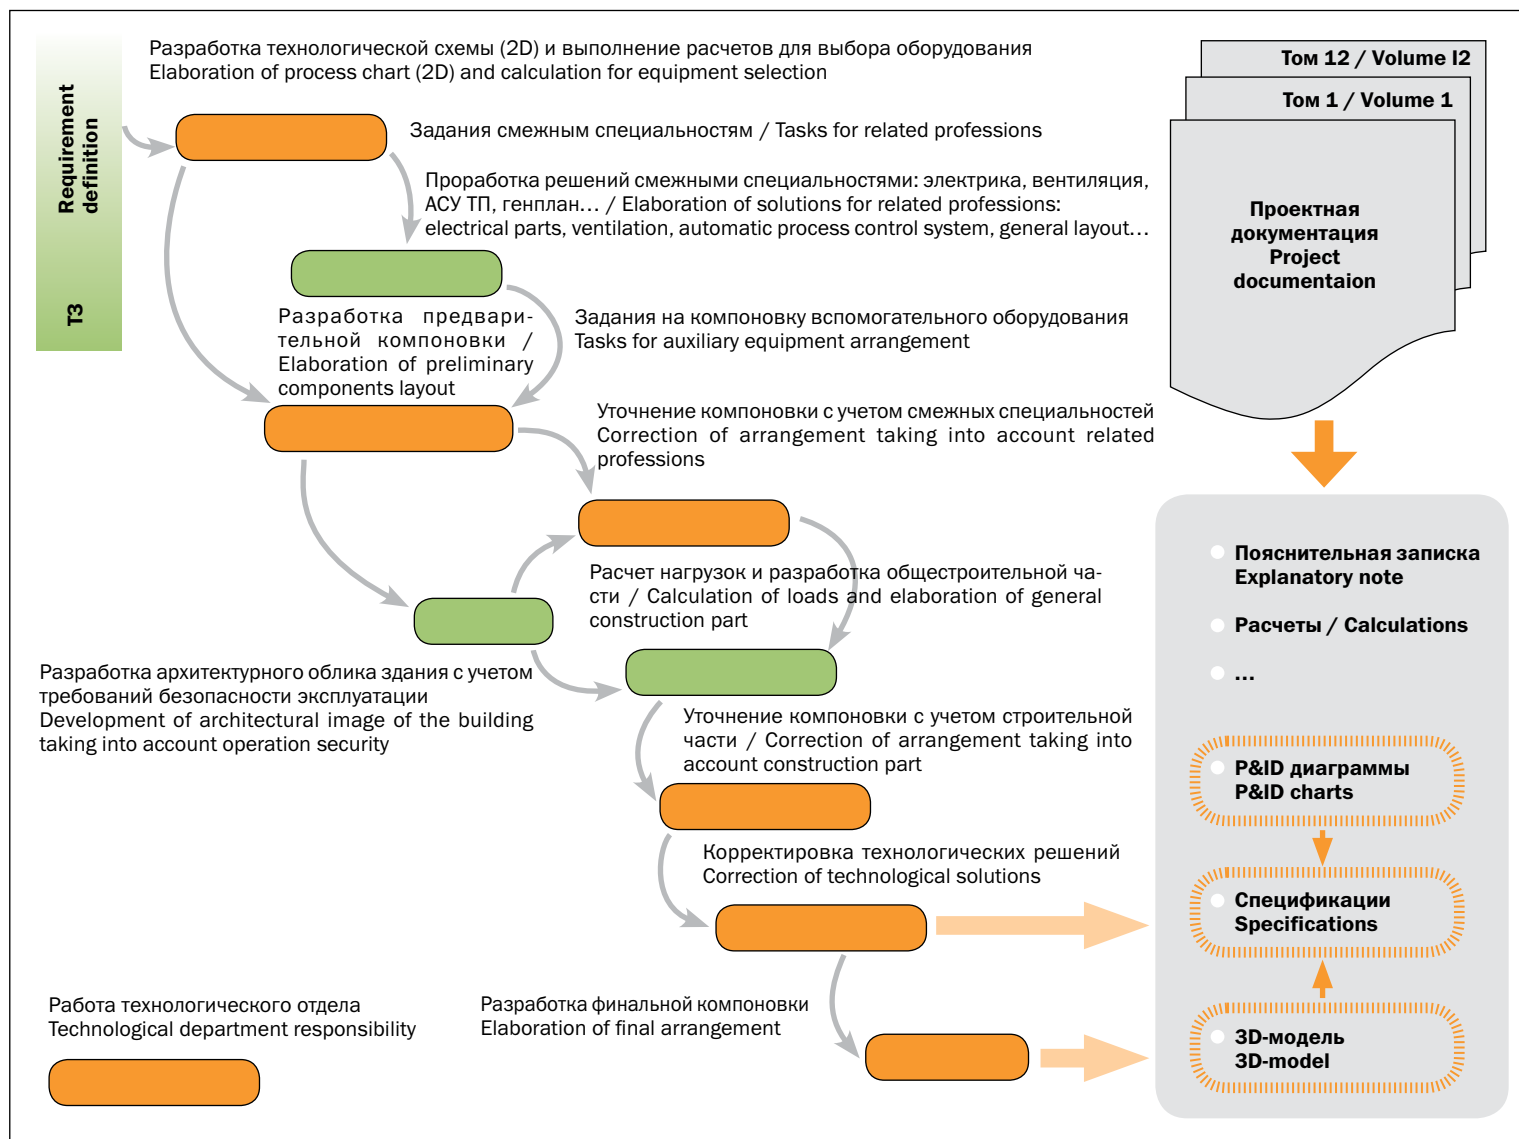 Requirement
definition
ТЗ
Разработка технологической схемы (2D) и выполнение расчетов для выбора оборудования
Elaboration of process chart (2D) and calculation for equipment selection
Задания смежным специальностям / Tasks for related professions
Проработка решений смежными специальностями: электрика, вентиляция,
АСУ ТП, генплан... / Elaboration of solutions for related professions:
electrical parts, ventilation, automatic process control system, general layout...
Разработка предвари-
тельной компоновки /
Elaboration of preliminary
components layout
Задания на компоновку вспомогательного оборудования
Tasks for auxiliary equipment arrangement
Уточнение компоновки с учетом смежных специальностей
Correction of arrangement taking into account related
professions
Расчет нагрузок и разработка общестроительной ча-
сти / Calculation of loads and elaboration of general
construction part
Разработка архитектурного облика здания с учетом
требований безопасности эксплуатации
Development of architectural image of the building
taking into account operation security
Уточнение компоновки с учетом строительной
части / Correction of arrangement taking into
account construction part
Корректировка технологических решений
Correction of technological solutions
Разработка финальной компоновки
Elaboration of final arrangement
Работа технологического отдела
Technological department responsibility
Том 12 / Volume I2
Том 1 / Volume 1
Проектная
документация
Project
documentaion
Пояснительная записка
Explanatory note
Расчеты / Calculations
...
P&ID диаграммы
P&ID charts
Спецификации
Specifications
3D-модель
3D-model